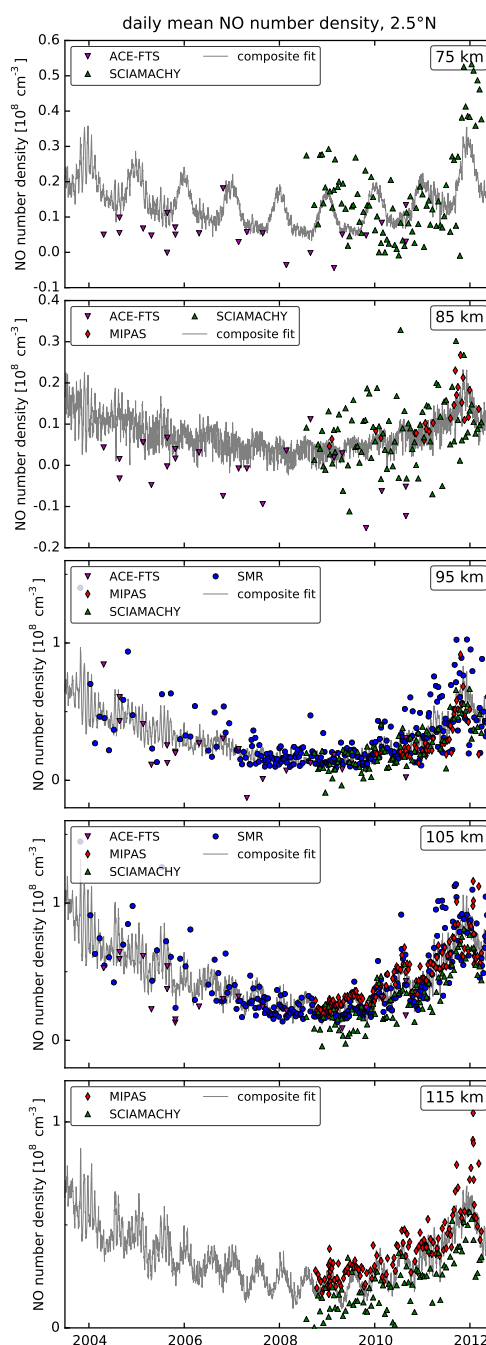 daily mean NO number density, 2.5°N
NO number density [10⁸ cm⁻³]
0.6
0.5
0.4
0.3
0.2
0.1
0.0
-0.1
ACE-FTS
SCIAMACHY
composite fit
75 km
NO number density [10⁸ cm⁻³]
0.4
0.3
0.2
0.1
0.0
-0.1
-0.2
ACE-FTS
MIPAS
SCIAMACHY
composite fit
85 km
NO number density [10⁸ cm⁻³]
1
0
ACE-FTS
MIPAS
SCIAMACHY
SMR
composite fit
95 km
NO number density [10⁸ cm⁻³]
1
0
ACE-FTS
MIPAS
SCIAMACHY
SMR
composite fit
105 km
NO number density [10⁸ cm⁻³]
1
0
MIPAS
SCIAMACHY
composite fit
115 km
2004 2006 2008 2010 2012